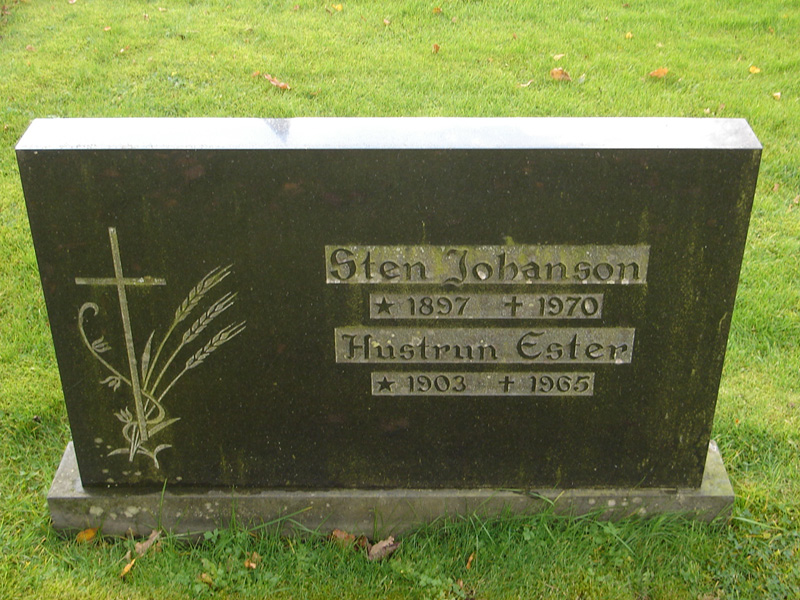 Sten Johanson
★ 1897 ✝ 1970
Hustrun Ester
★ 1903 ✝ 1965